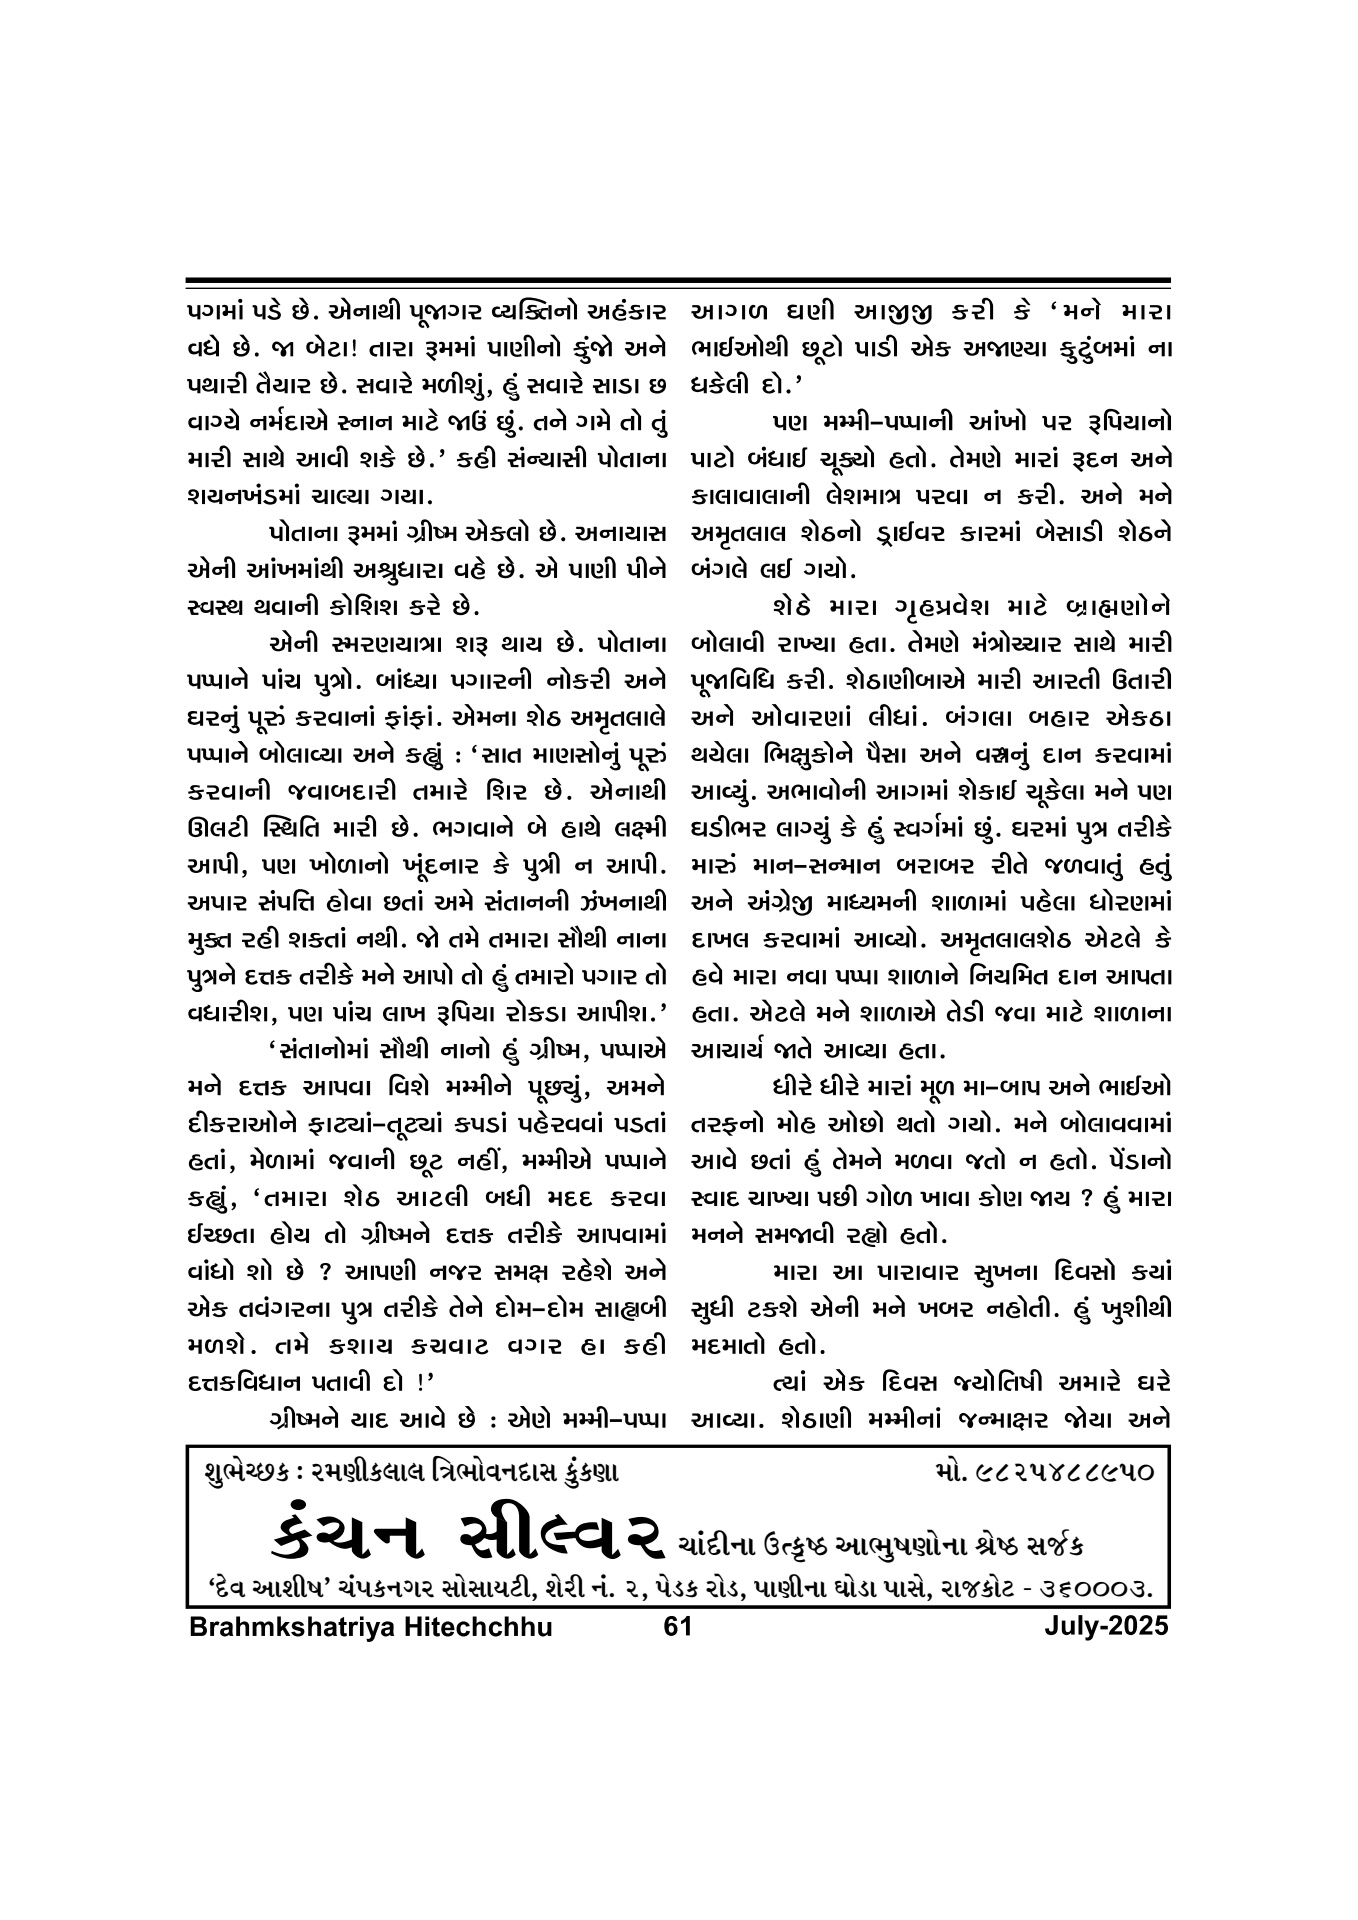 પગમાં પડે છે. એનાથી પૂજાગર વ્યક્તિનો અહંકાર
વધે છે. જા બેટા! તારા રૂમમાં પાણીનો કુંજો અને
પથારી તૈયાર છે. સવારે મળીશું, હું સવારે સાડા છ
વાગ્યે નર્મદાએ સ્નાન માટે જાઉં છું. તને ગમે તો તું
મારી સાથે આવી શકે છે.’ કહી સંન્યાસી પોતાના
શયનખંડમાં ચાલ્યા ગયા.
પોતાના રૂમમાં ગ્રીષ્મ એકલો છે. અનાયાસ
એની આંખમાંથી અશ્રુધારા વહે છે. એ પાણી પીને
સ્વસ્થ થવાની કોશિશ કરે છે.
એની સ્મરણયાત્રા શરૂ થાય છે. પોતાના
પપ્પાને પાંચ પુત્રો. બાંધ્યા પગારની નોકરી અને
ઘરનું પૂરું કરવાનાં ફાંફાં. એમના શેઠ અમૃતલાલે
પપ્પાને બોલાવ્યા અને કહ્યું : ‘સાત માણસોનું પૂરું
કરવાની જવાબદારી તમારે શિર છે. એનાથી
ઊલટી સ્થિતિ મારી છે. ભગવાને બે હાથે લક્ષ્મી
આપી, પણ ખોળાનો ખૂંદનાર કે પુત્રી ન આપી.
અપાર સંપત્તિ હોવા છતાં અમે સંતાનની ઝંખનાથી
મુક્ત રહી શક્તાં નથી. જો તમે તમારા સૌથી નાના
પુત્રને દત્તક તરીકે મને આપો તો હું તમારો પગાર તો
વધારીશ, પણ પાંચ લાખ રૂપિયા રોકડા આપીશ.’
‘સંતાનોમાં સૌથી નાનો હું ગ્રીષ્મ, પપ્પાએ
મને દત્તક આપવા વિશે મમ્મીને પૂછ્યું, અમને
દીકરાઓને ફાટ્યાં-તૂટ્યાં કપડાં પહેરવવાં પડતાં
હતાં, મેળામાં જવાની છૂટ નહીં, મમ્મીએ પપ્પાને
કહ્યું, ‘તમારા શેઠ આટલી બધી મદદ કરવા
ઈચ્છતા હોય તો ગ્રીષ્મને દત્તક તરીકે આપવામાં
વાંધો શો છે ? આપણી નજર સમક્ષ રહેશે અને
એક તવંગરના પુત્ર તરીકે તેને દોમ-દોમ સાહ્યબી
મળશે. તમે કશાય કચવાટ વગર હા કહી
દત્તકવિધાન પતાવી દો !’
ગ્રીષ્મને યાદ આવે છે : એણે મમ્મી-પપ્પા
આગળ ઘણી આજીજી કરી કે ‘મને મારા
ભાઈઓથી છૂટો પાડી એક અજાણ્યા કુટુંબમાં ના
ધકેલી દો.’
પણ મમ્મી-પપ્પાની આંખો પર રૂપિયાનો
પાટો બંધાઈ ચૂક્યો હતો. તેમણે મારાં રૂદન અને
કાલાવાલાની લેશમાત્ર પરવા ન કરી. અને મને
અમૃતલાલ શેઠનો ડ્રાઈવર કારમાં બેસાડી શેઠને
બંગલે લઈ ગયો.
શેઠે મારા ગૃહપ્રવેશ માટે બ્રાહ્મણોને
બોલાવી રાખ્યા હતા. તેમણે મંત્રોચ્ચાર સાથે મારી
પૂજાવિધિ કરી. શેઠાણીબાએ મારી આરતી ઉતારી
અને ઓવારણાં લીધાં. બંગલા બહાર એકઠા
થયેલા ભિક્ષુકોને પૈસા અને વસ્ત્રનું દાન કરવામાં
આવ્યું. અભાવોની આગમાં શેકાઈ ચૂકેલા મને પણ
ઘડીભર લાગ્યું કે હું સ્વર્ગમાં છું. ઘરમાં પુત્ર તરીકે
મારું માન-સન્માન બરાબર રીતે જળવાતું હતું
અને અંગ્રેજી માધ્યમની શાળામાં પહેલા ધોરણમાં
દાખલ કરવામાં આવ્યો. અમૃતલાલશેઠ એટલે કે
હવે મારા નવા પપ્પા શાળાને નિયમિત દાન આપતા
હતા. એટલે મને શાળાએ તેડી જવા માટે શાળાના
આચાર્ય જાતે આવ્યા હતા.
ધીરે ધીરે મારાં મૂળ મા-બાપ અને ભાઈઓ
તરફનો મોહ ઓછો થતો ગયો. મને બોલાવવામાં
આવે છતાં હું તેમને મળવા જતો ન હતો. પેંડાનો
સ્વાદ ચાખ્યા પછી ગોળ ખાવા કોણ જાય ? હું મારા
મનને સમજાવી રહ્યો હતો.
મારા આ પારાવાર સુખના દિવસો કયાં
સુધી ટકશે એની મને ખબર નહોતી. હું ખુશીથી
મદમાતો હતો.
ત્યાં એક દિવસ જ્યોતિષી અમારે ઘરે
આવ્યા. શેઠાણી મમ્મીનાં જન્માક્ષર જોયા અને
શુભેચ્છક : રમણીકલાલ ત્રિભોવનદાસ કુંકણા મો. ૯૮૨૫૪૮૮૯૫૦
કંચન સીલ્વર ચાંદીના ઉત્કૃષ્ઠ આભુષણોના શ્રેષ્ઠ સર્જક
‘દેવ આશીષ’ ચંપકનગર સોસાયટી, શેરી નં. ૨, પેડક રોડ, પાણીના ઘોડા પાસે, રાજકોટ - ૩૬૦૦૦૩.
Brahmkshatriya Hitechchhu 61 July-2025